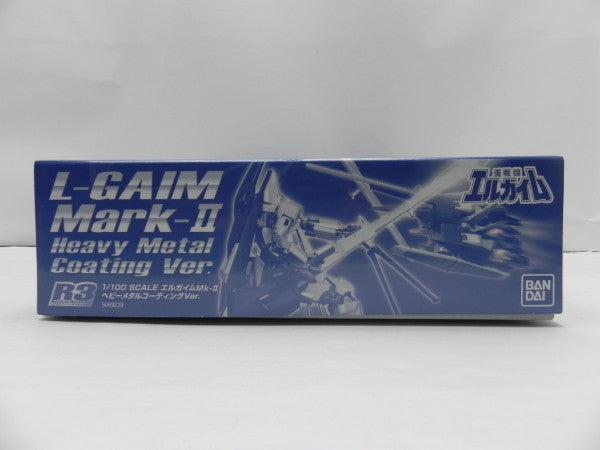 L-GAIM
Mark-II
Heavy Metal
Coating Ver.
R3
1/100 SCALE エルガイムMk-II
ヘビーメタルコーティングVer.
重戦機
エルガイム
BAN
DAI